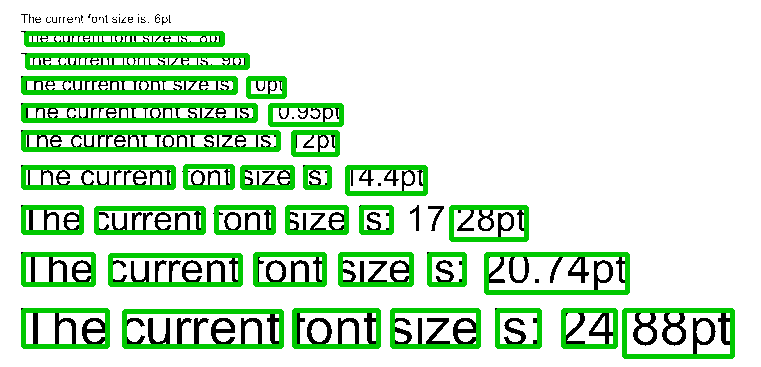 The current font size is: 6pt
The current font size is: 8pt
The current font size is: 9pt
The current font size is: 10pt
The current font size is: 10.95pt
The current font size is: 12pt
The current font size is: 14.4pt
The current font size is: 17.28pt
The current font size is: 20.74pt
The current font size is: 24.88pt